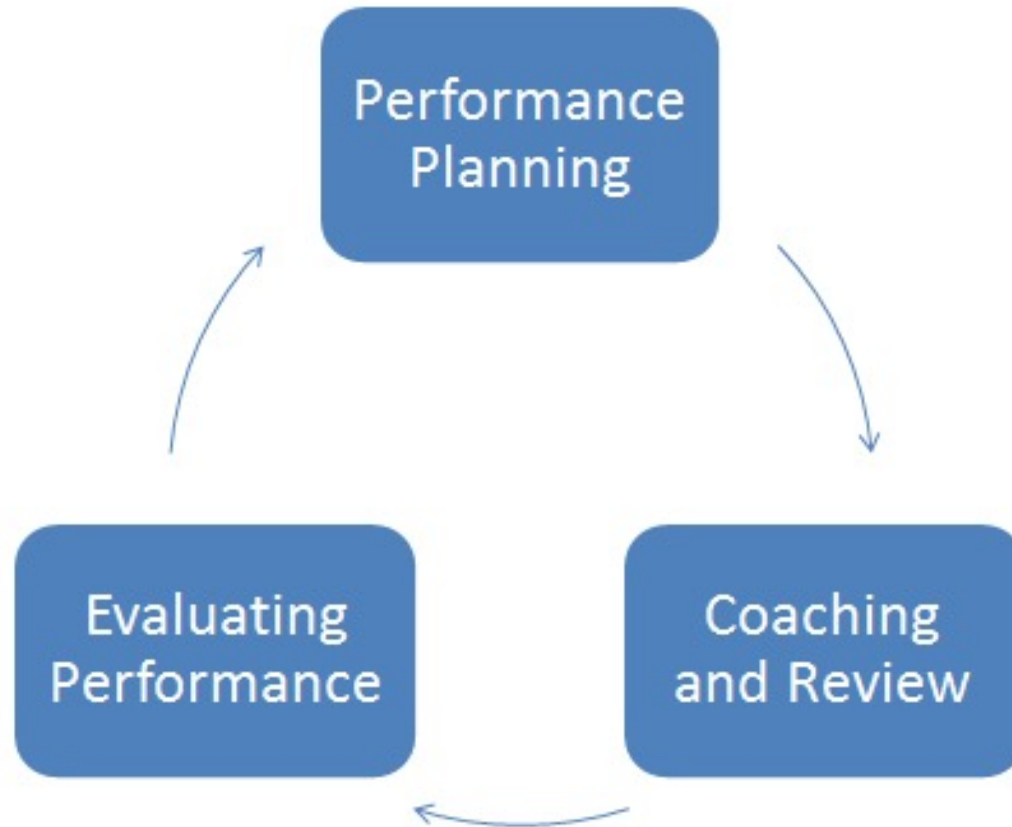 Performance
Planning
Coaching
and Review
Evaluating
Performance